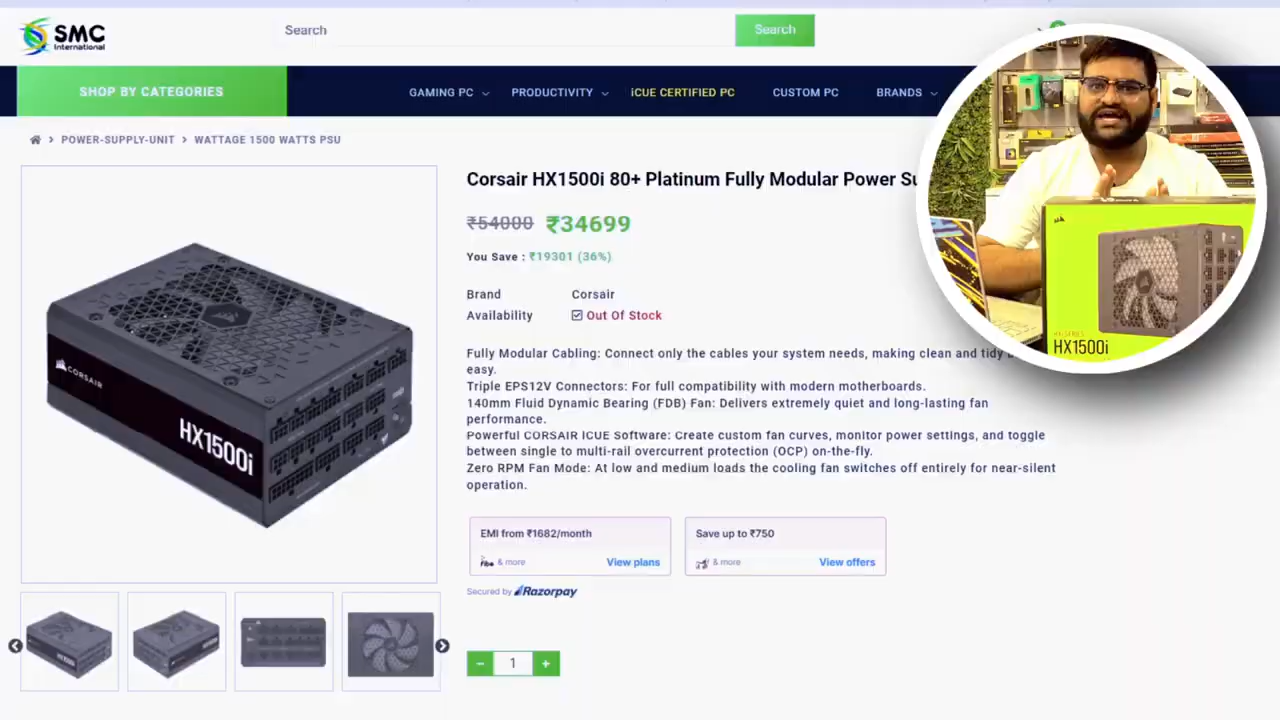 SMC
International
Search
Search
SHOP BY CATEGORIES
GAMING PC
PRODUCTIVITY
iCUE CERTIFIED PC
CUSTOM PC
BRANDS
POWER-SUPPLY-UNIT
WATTAGE 1500 WATTS PSU
Corsair HX1500i 80+ Platinum Fully Modular Power
₹54000 ₹34699
You Save : ₹19301 (36%)
Brand Corsair
Availability Out Of Stock
Fully Modular Cabling: Connect only the cables your system needs, making clean and tidy
easy.
Triple EPS12V Connectors: For full compatibility with modern motherboards.
140mm Fluid Dynamic Bearing (FDB) Fan: Delivers extremely quiet and long-lasting fan
performance.
Powerful CORSAIR ICUE Software: Create custom fan curves, monitor power settings, and toggle
between single to multi-rail overcurrent protection (OCP) on-the-fly.
Zero RPM Fan Mode: At low and medium loads the cooling fan switches off entirely for near-silent
operation.
EMI from ₹1682/month
& more
View plans
Save up to ₹750
& more
View offers
Secured by Razorpay
− 1 +
CORSAIR
HX1500i
HX1500i